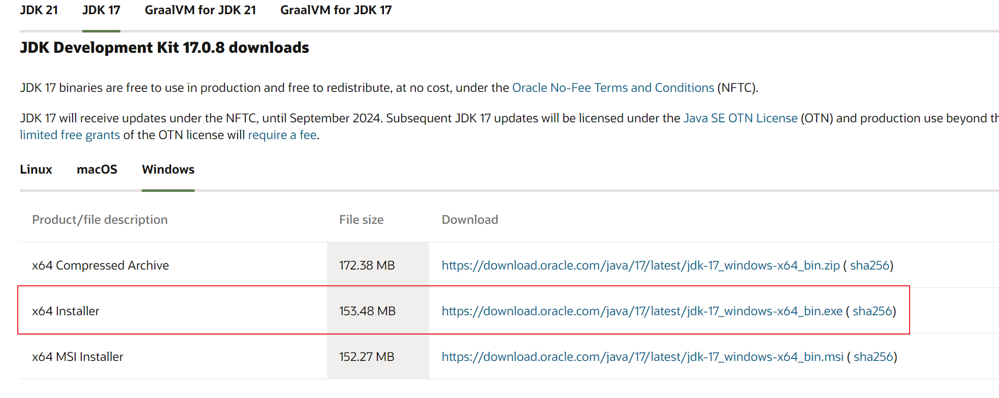 JDK 21 JDK 17 GraalVM for JDK 21 GraalVM for JDK 17
JDK Development Kit 17.0.8 downloads
JDK 17 binaries are free to use in production and free to redistribute, at no cost, under the Oracle No-Fee Terms and Conditions (NFTC).
JDK 17 will receive updates under the NFTC, until September 2024. Subsequent JDK 17 updates will be licensed under the Java SE OTN License (OTN) and production use beyond
limited free grants of the OTN license will require a fee.
Linux macOS Windows
Product/file description File size Download
x64 Compressed Archive 172.38 MB https://download.oracle.com/java/17/latest/jdk-17_windows-x64_bin.zip ( sha256)
x64 Installer 153.48 MB https://download.oracle.com/java/17/latest/jdk-17_windows-x64_bin.exe ( sha256)
x64 MSI Installer 152.27 MB https://download.oracle.com/java/17/latest/jdk-17_windows-x64_bin.msi ( sha256)